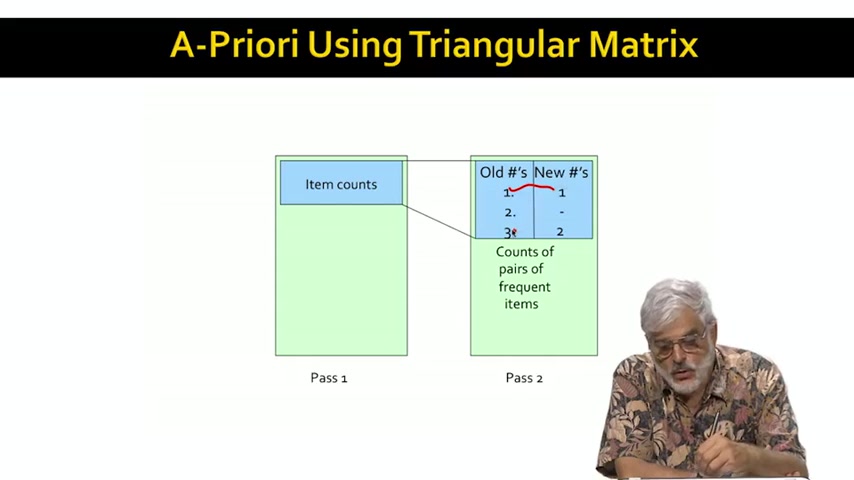 A-Priori Using Triangular Matrix
Item counts
Old #'s New #'s
1. 1
2. -
3. 2
Counts of
pairs of
frequent
items
Pass 1
Pass 2